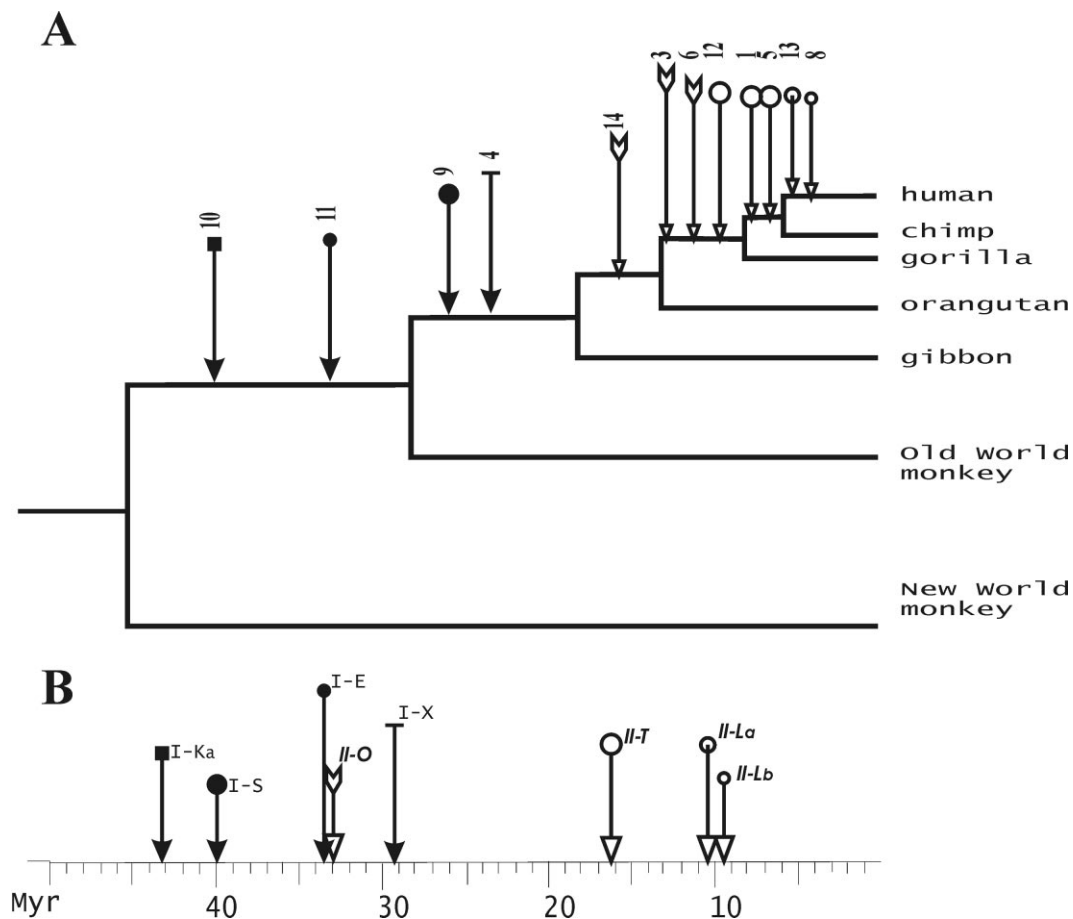 A
3 6 12 1 5 13 8
14
9 4
10 11
human
chimp
gorilla
orangutan
gibbon
Old World
monkey
New World
monkey
B
I-E
I-X
I-Ka
II-O
II-T
II-La
I-S
II-Lb
Myr 40 30 20 10